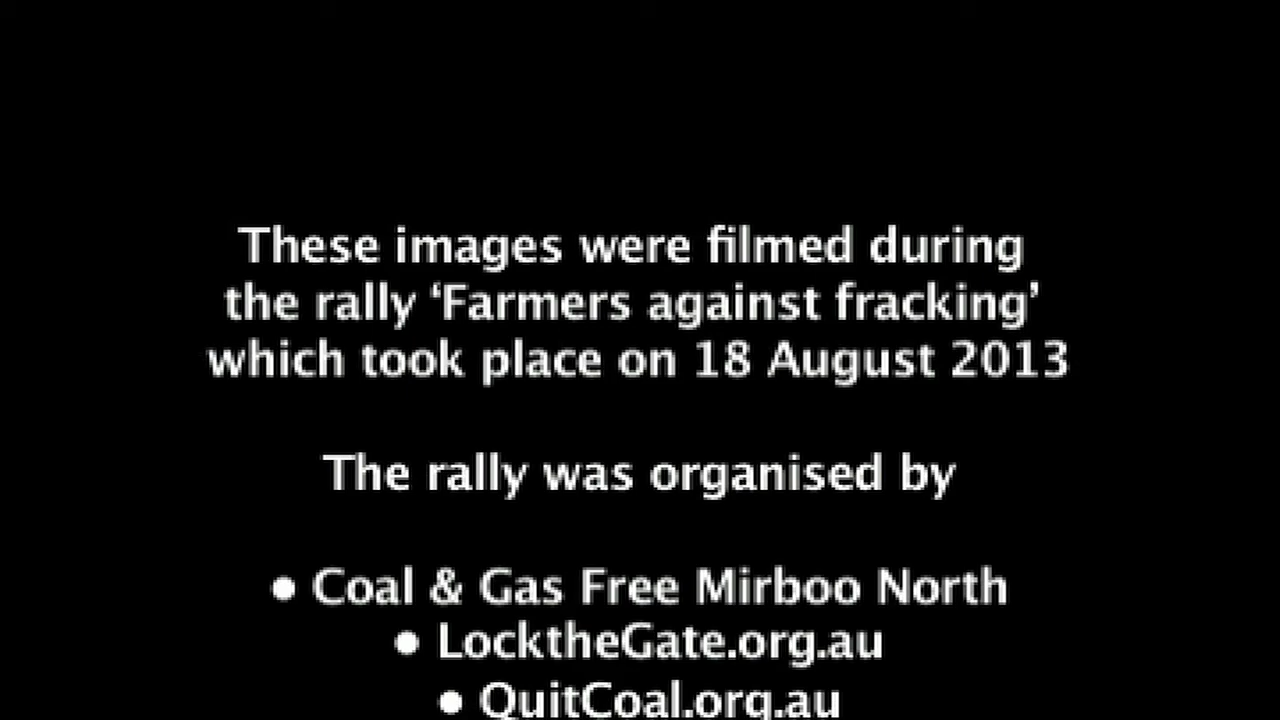 These images were filmed during
the rally ‘Farmers against fracking’
which took place on 18 August 2013
The rally was organised by
● Coal & Gas Free Mirboo North
● LocktheGate.org.au
● QuitCoal.org.au